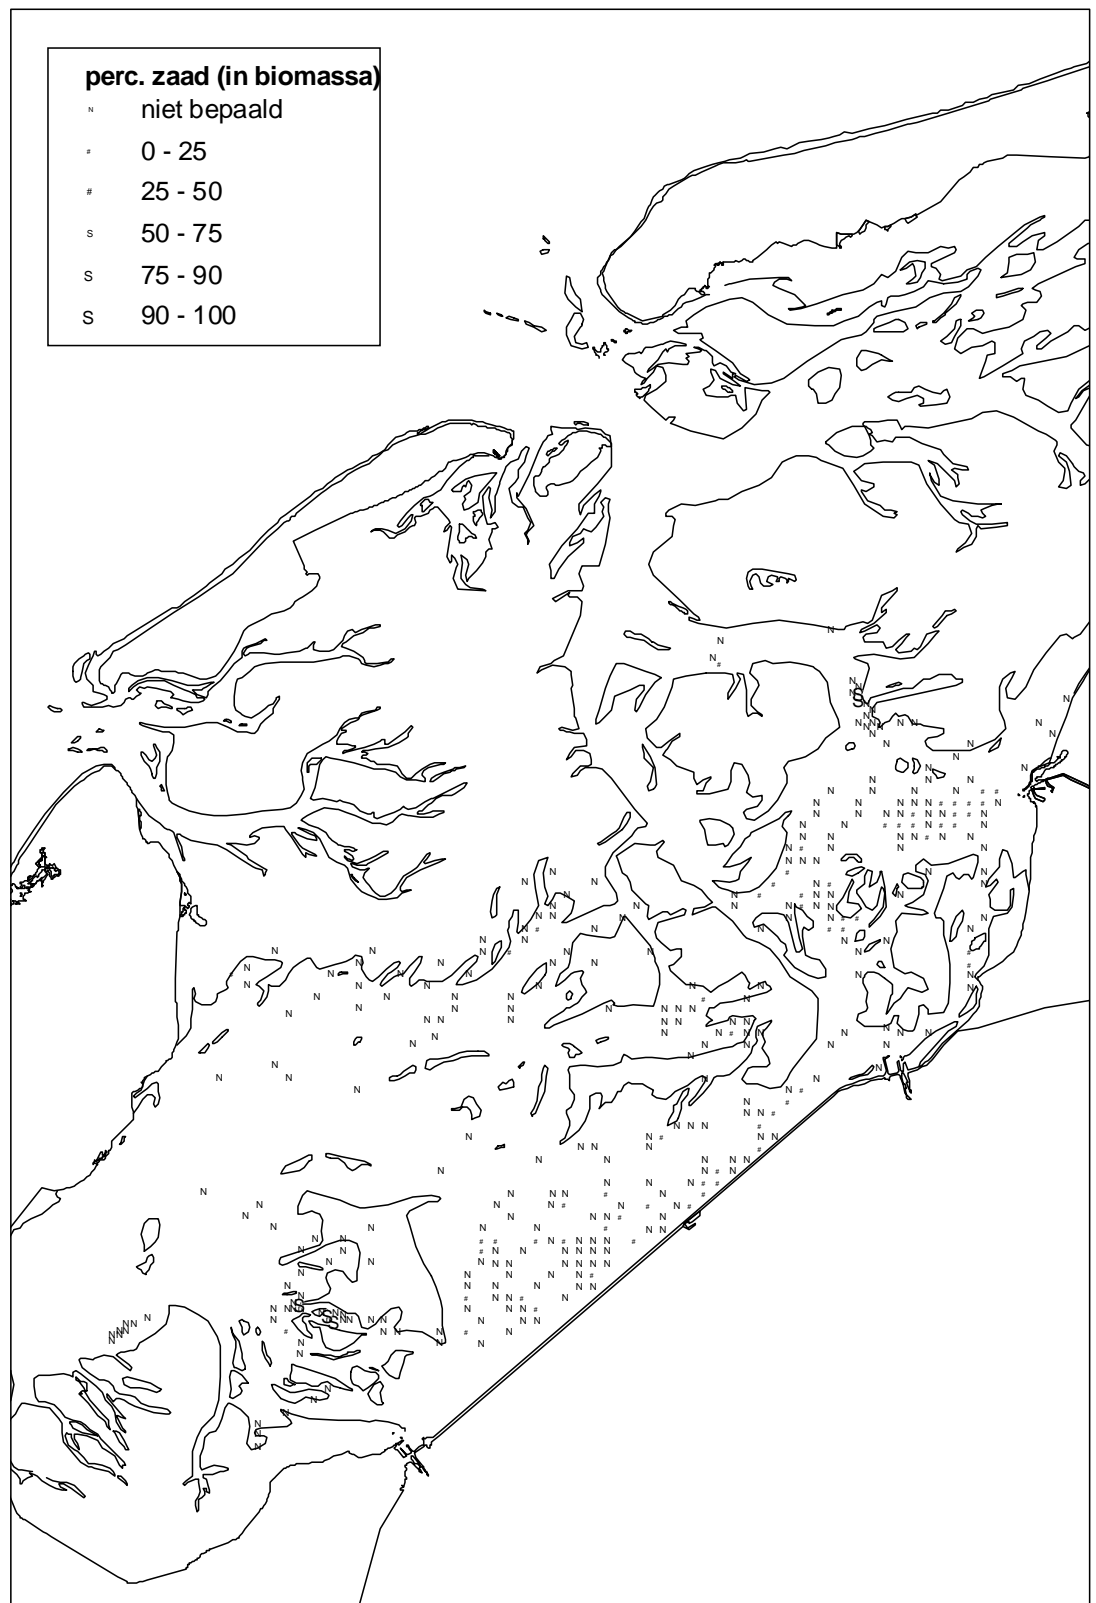 perc. zaad (in biomassa)
N niet bepaald
# 0 - 25
# 25 - 50
S 50 - 75
S 75 - 90
S 90 - 100